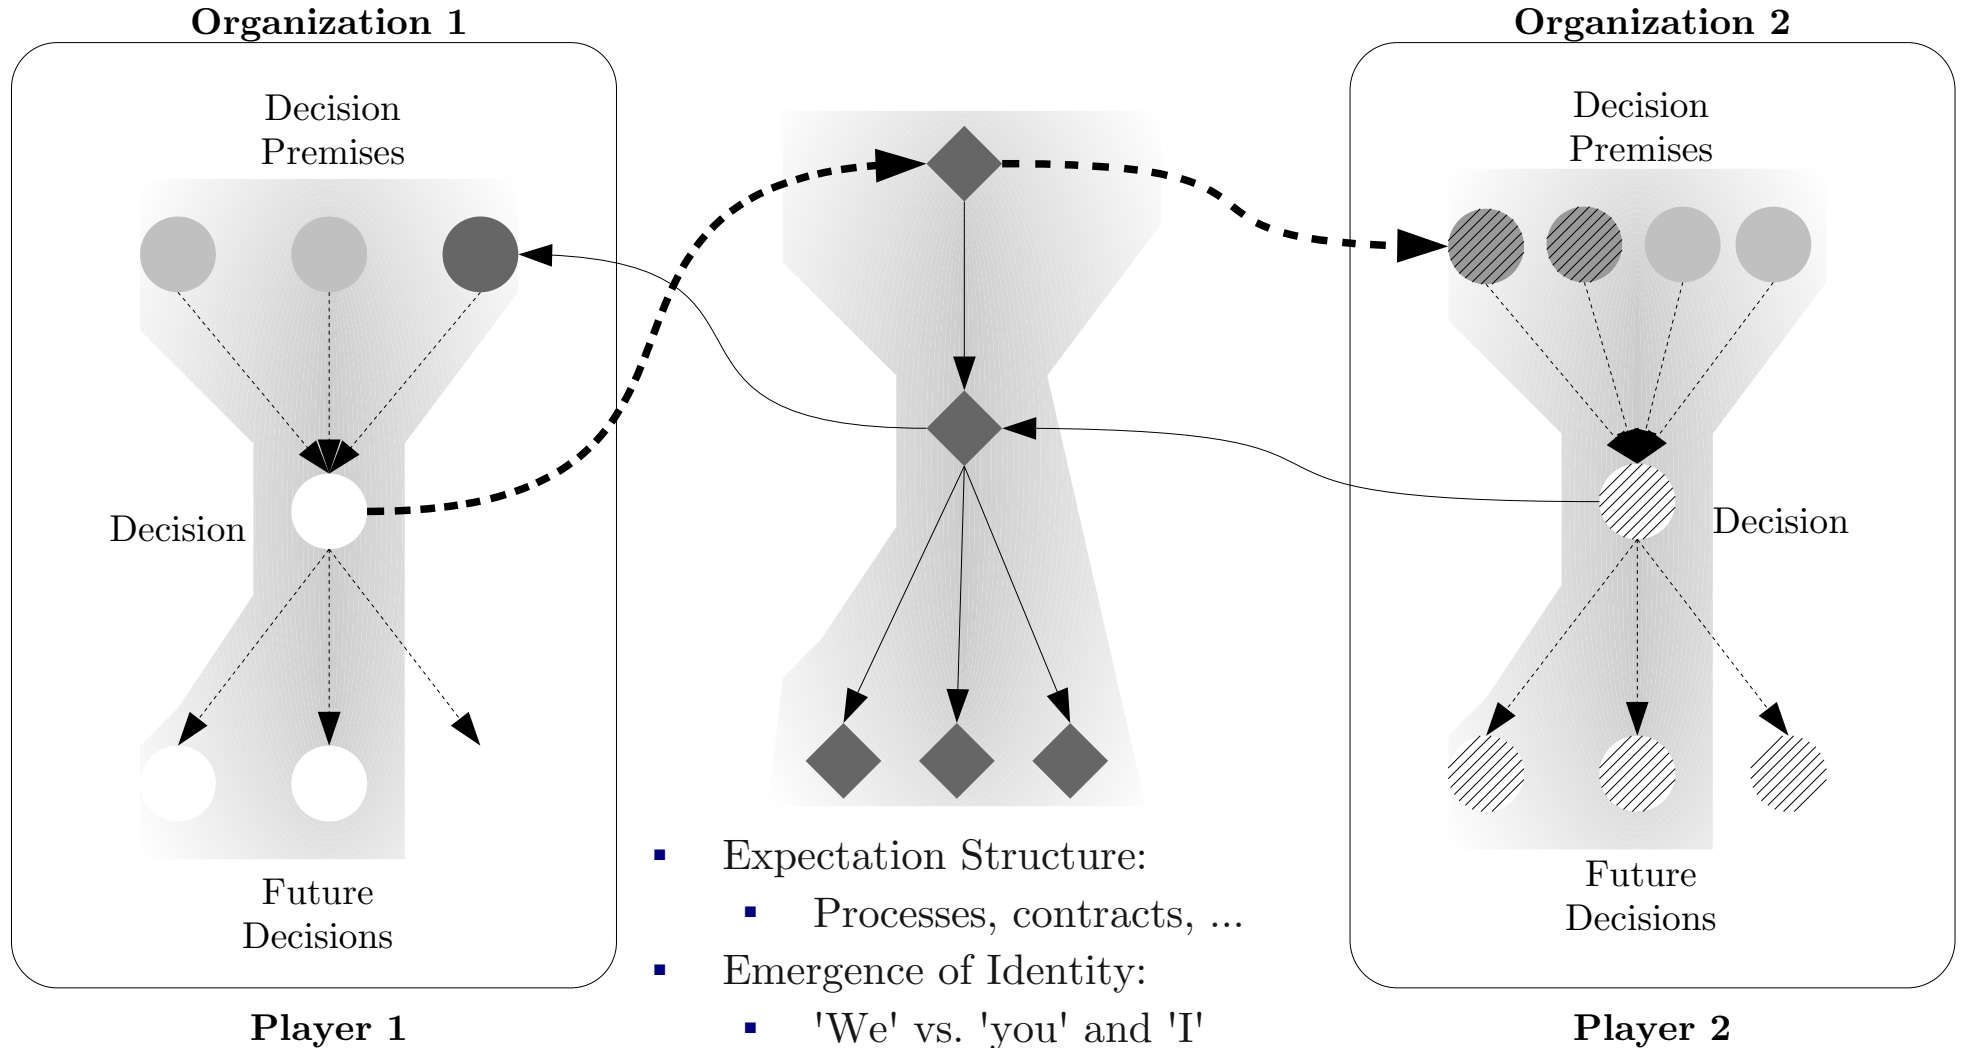 Organization 1
Decision
Premises
Decision
Future
Decisions
Player 1
▪ Expectation Structure:
▪ Processes, contracts, ...
▪ Emergence of Identity:
▪ 'We' vs. 'you' and 'I'
Organization 2
Decision
Premises
Decision
Future
Decisions
Player 2